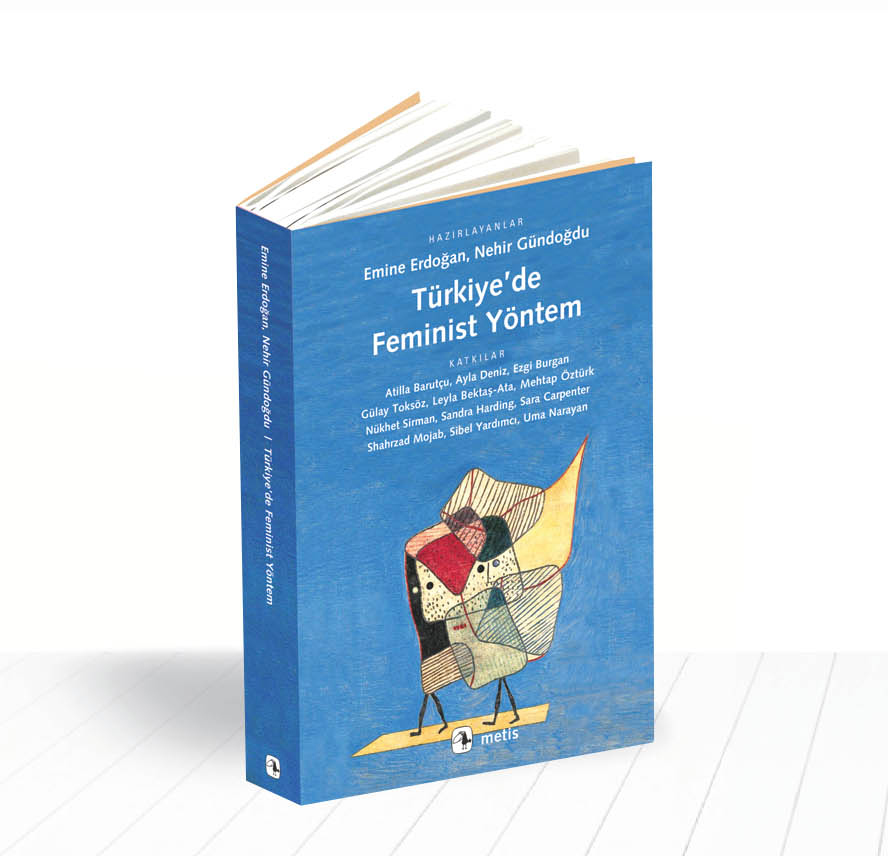 HAZIRLAYANLAR
Emine Erdoğan, Nehir Gündoğdu
Türkiye'de
Feminist Yöntem
KATKILAR
Atilla Barutçu, Ayla Deniz, Ezgi Burgan
Gülay Toksöz, Leyla Bektaş-Ata, Mehtap Öztürk
Nükhet Sirman, Sandra Harding, Sara Carpenter
Shahrzad Mojab, Sibel Yardımcı, Uma Narayan
metis
Emine Erdoğan, Nehir Gündoğdu | Türkiye'de Feminist Yöntem